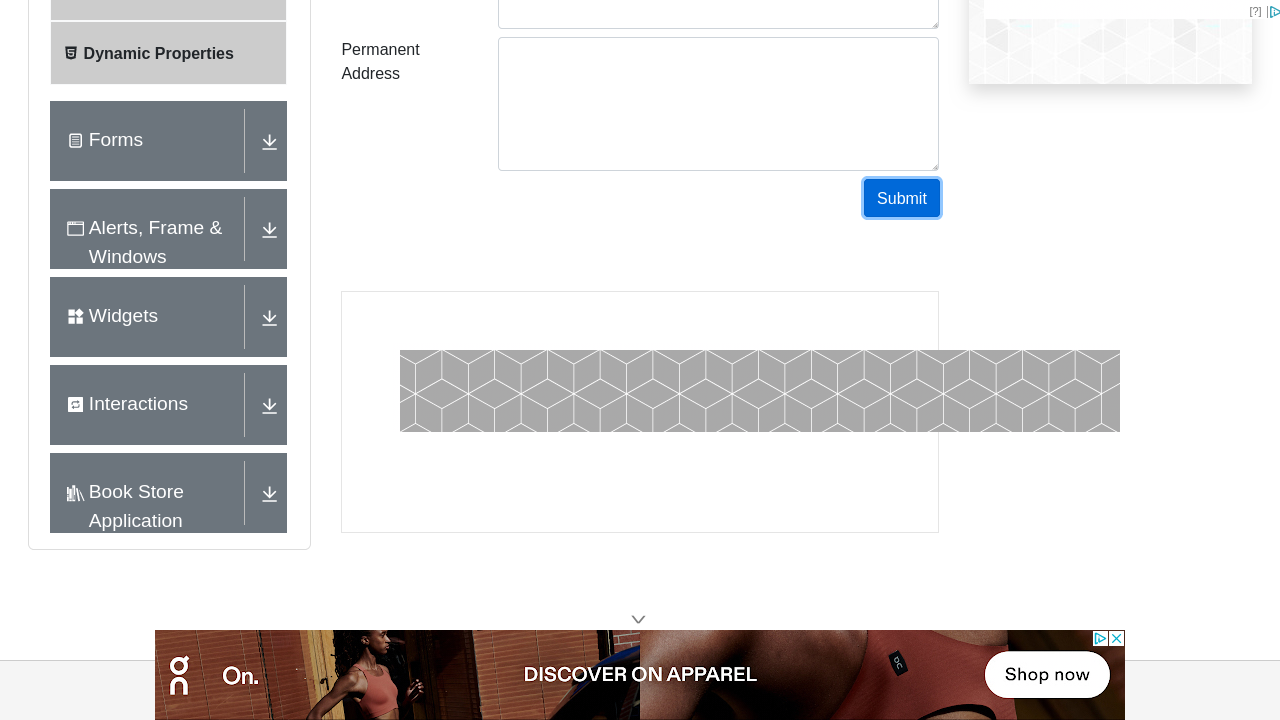 [?]
Dynamic Properties
Permanent
Address
Forms
Submit
Alerts, Frame &
Windows
Widgets
Interactions
Book Store
Application
On.
DISCOVER ON APPAREL
Shop now